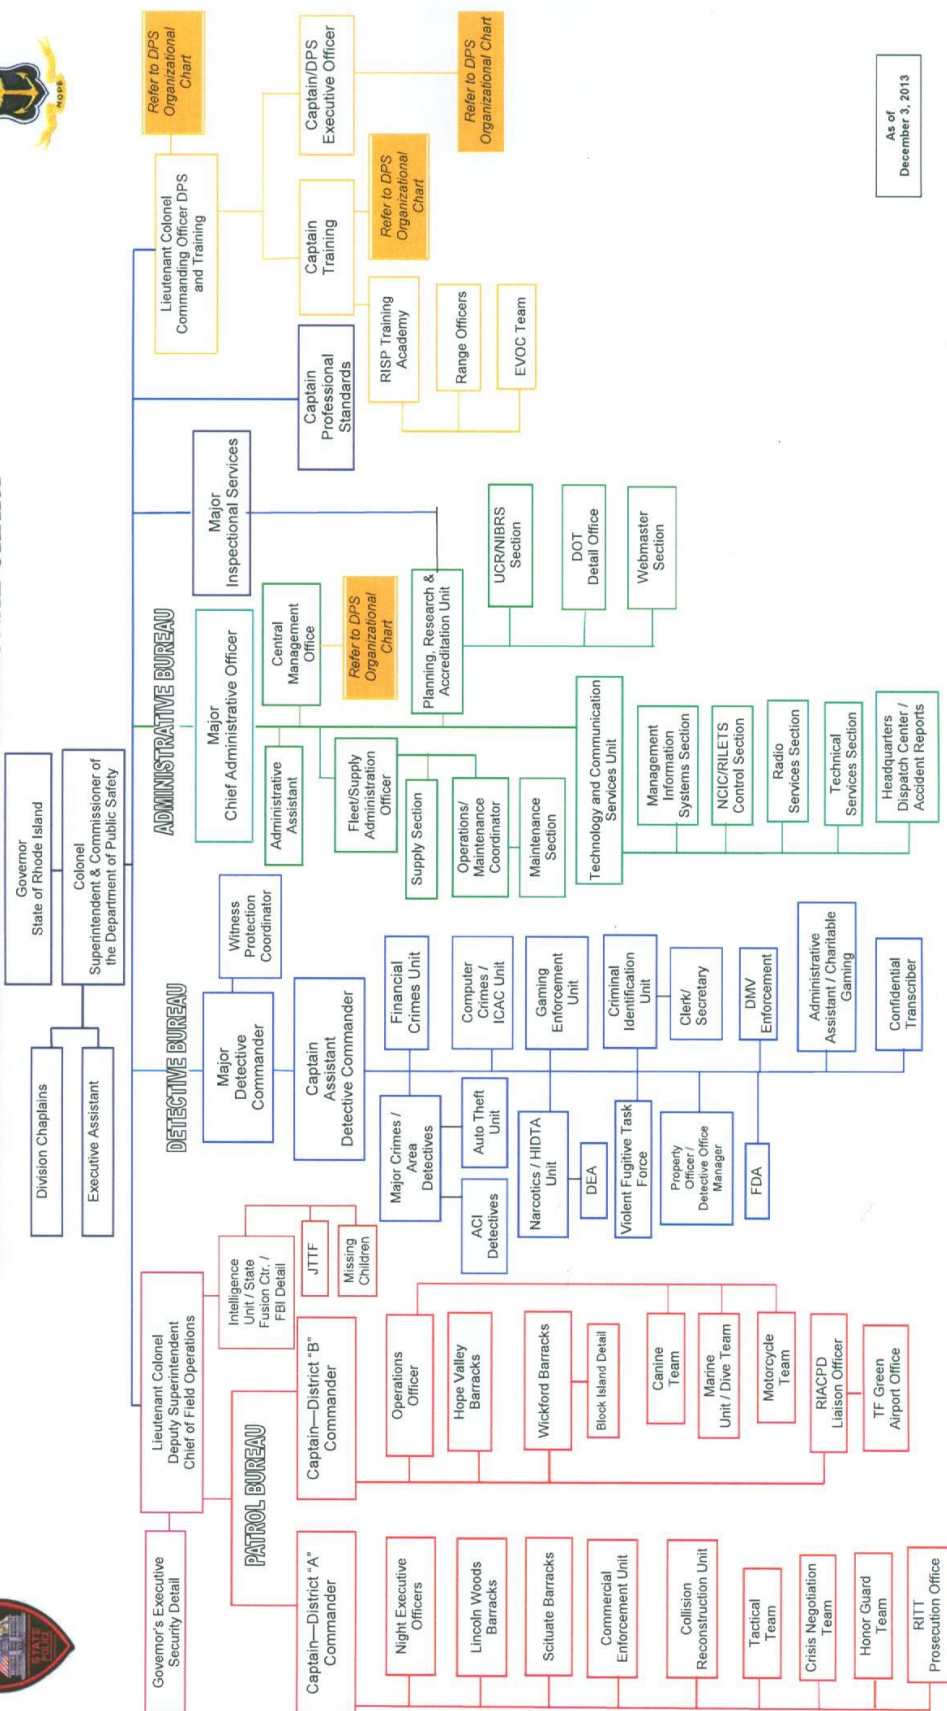 HOPE
STATE
POLICE
Governor
State of Rhode Island
Colonel
Superintendent & Commissioner of
the Department of Public Safety
Division Chaplains
Executive Assistant
Lieutenant Colonel
Deputy Superintendent
Chief of Field Operations
Governor's Executive
Security Detail
Intelligence
Unit / State
Fusion Ctr. /
FBI Detail
JTTF
Missing
Children
PATROL BUREAU
Captain—District "A"
Commander
Night Executive
Officers
Lincoln Woods
Barracks
Scituate Barracks
Commercial
Enforcement Unit
Collision
Reconstruction Unit
Tactical
Team
Crisis Negotiation
Team
Honor Guard
Team
RITT
Prosecution Office
Captain—District "B"
Commander
Operations
Officer
Hope Valley
Barracks
Wickford Barracks
Block Island Detail
Canine
Team
Marine
Unit / Dive Team
Motorcycle
Team
RIACPD
Liaison Officer
TF Green
Airport Office
DETECTIVE BUREAU
Major
Detective
Commander
Witness
Protection
Coordinator
Captain
Assistant
Detective Commander
Major Crimes /
Area
Detectives
ACI
Detectives
Auto Theft
Unit
Narcotics / HIDTA
Unit
DEA
Violent Fugitive Task
Force
Property
Officer /
Detective Office
Manager
FDA
Financial
Crimes Unit
Computer
Crimes /
ICAC Unit
Gaming
Enforcement
Unit
Criminal
Identification
Unit
Clerk/
Secretary
DMV
Enforcement
Administrative
Assistant / Charitable
Gaming
Confidential
Transcriber
ADMINISTRATIVE BUREAU
Major
Chief Administrative Officer
Administrative
Assistant
Central
Management
Office
Refer to DPS
Organizational
Chart
Fleet/Supply
Administration
Officer
Supply Section
Operations/
Maintenance
Coordinator
Maintenance
Section
Planning, Research &
Accreditation Unit
UCR/NIBRS
Section
DOT
Detail Office
Webmaster
Section
Technology and Communication
Services Unit
Management
Information
Systems Section
NCIC/RILETS
Control Section
Radio
Services Section
Technical
Services Section
Headquarters
Dispatch Center /
Accident Reports
Major
Inspectional Services
Captain
Professional
Standards
Lieutenant Colonel
Commanding Officer DPS
and Training
Refer to DPS
Organizational
Chart
Captain
Training
Refer to DPS
Organizational
Chart
RISP Training
Academy
Range Officers
EVOC Team
Captain/DPS
Executive Officer
Refer to DPS
Organizational Chart
As of
December 3, 2013